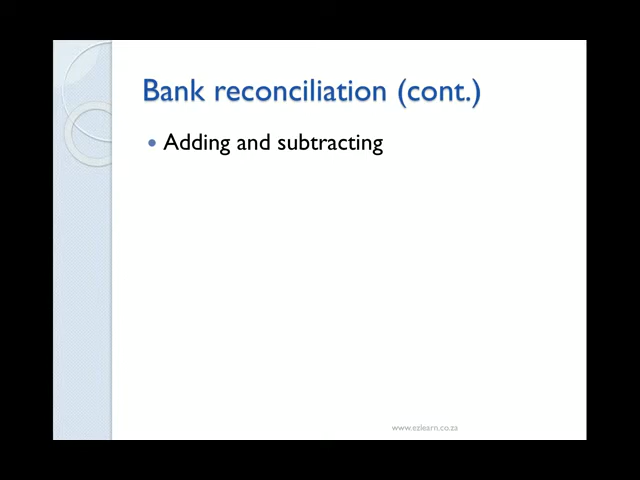 Bank reconciliation (cont.)
• Adding and subtracting
www.ezlearn.co.za